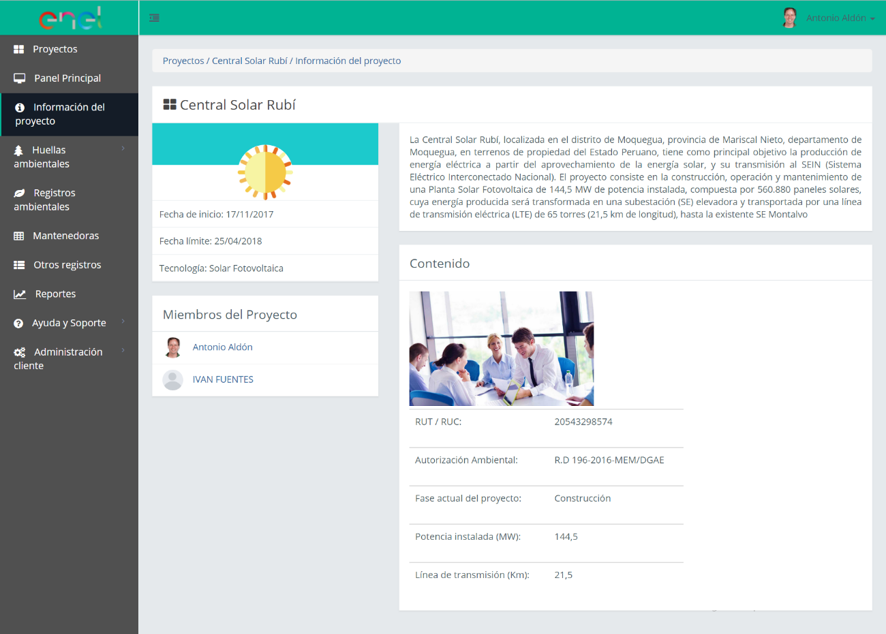 enel
Antonio Aldón
Proyectos
Panel Principal
Información del
proyecto
Huellas
ambientales
Registros
ambientales
Mantenedoras
Otros registros
Reportes
Ayuda y Soporte
Administración
cliente
Proyectos / Central Solar Rubí / Información del proyecto
Central Solar Rubí
Fecha de inicio: 17/11/2017
Fecha límite: 25/04/2018
Tecnología: Solar Fotovoltaica
Miembros del Proyecto
Antonio Aldón
IVAN FUENTES
La Central Solar Rubí, localizada en el distrito de Moquegua, provincia de Mariscal Nieto, departamento de
Moquegua, en terrenos de propiedad del Estado Peruano, tiene como principal objetivo la producción de
energía eléctrica a partir del aprovechamiento de la energía solar, y su transmisión al SEIN (Sistema
Eléctrico Interconectado Nacional). El proyecto consiste en la construcción, operación y mantenimiento de
una Planta Solar Fotovoltaica de 144,5 MW de potencia instalada, compuesta por 560.880 paneles solares,
cuya energía producida será transformada en una subestación (SE) elevadora y transportada por una línea
de transmisión eléctrica (LTE) de 65 torres (21,5 km de longitud), hasta la existente SE Montalvo
Contenido
RUT / RUC: 20543298574
Autorización Ambiental: R.D 196-2016-MEM/DGAE
Fase actual del proyecto: Construcción
Potencia instalada (MW): 144,5
Línea de transmisión (Km): 21,5